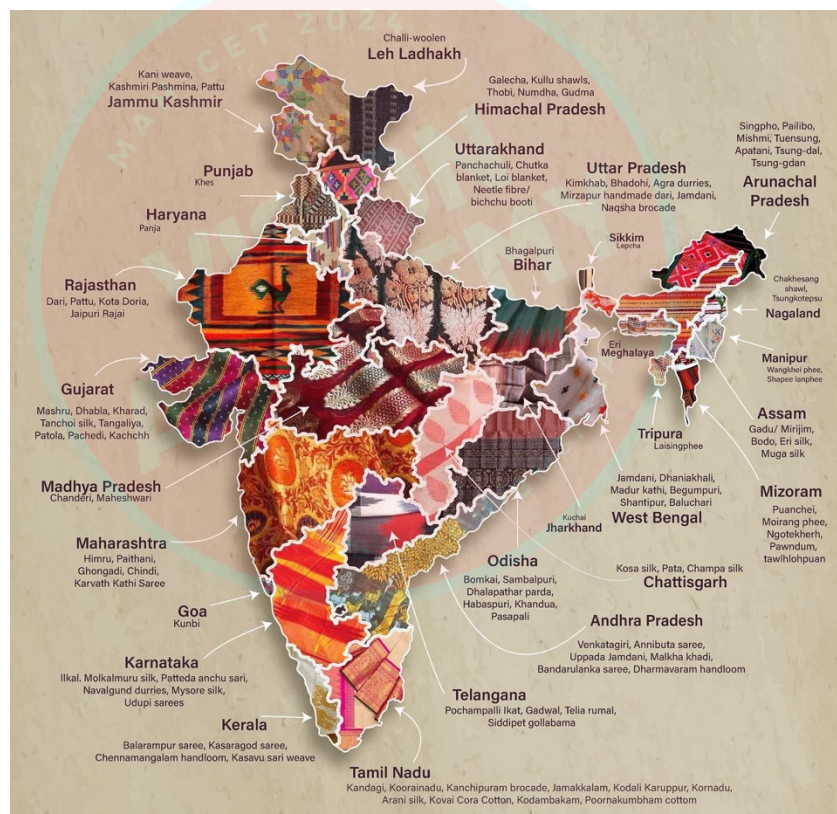 CET 2024
Challi-woolen
Leh Ladhakh
Kani weave,
Kashmiri Pashmina, Pattu
Jammu Kashmir
Galecha, Kullu shawls,
Thobi, Numdha, Gudma
Himachal Pradesh
Singpho, Pailibo,
Mishmi, Tuensung,
Apatani, Tsung-dal,
Tsung-gdan
Arunachal
Pradesh
Uttarakhand
Panchachuli, Chutka
blanket, Loi blanket,
Neetle fibre/
bichchu booti
Uttar Pradesh
Kimkhab, Bhadohi, Agra durries,
Mirzapur handmade dari, Jamdani,
Naqsha brocade
Punjab
Khes
Haryana
Panja
Sikkim
Lepcha
Bhagalpuri
Bihar
Rajasthan
Dari, Pattu, Kota Doria,
Jaipuri Rajai
Chakhesang
shawl,
Tsungkotepsu
Nagaland
Eri
Meghalaya
Manipur
Wangkhei phee,
Shapee lanphee
Gujarat
Mashru, Dhabla, Kharad,
Tanchoi silk, Tangaliya,
Patola, Pachedi, Kachchh
Assam
Gadu/ Mirijim,
Bodo, Eri silk,
Muga silk
Tripura
Laisingphee
Madhya Pradesh
Chanderi, Maheshwari
Jamdani, Dhaniakhali,
Madur kathi, Begumpuri,
Shantipur, Baluchari
West Bengal
Mizoram
Puanchei,
Moirang phee,
Ngotekherh,
Pawndum,
tawlhlohpuan
Kuchai
Jharkhand
Maharashtra
Himru, Paithani,
Ghongadi, Chindi,
Karvath Kathi Saree
Odisha
Bomkai, Sambalpuri,
Dhalapathar parda,
Habaspuri, Khandua,
Pasapali
Kosa silk, Pata, Champa silk
Chattisgarh
Goa
Kunbi
Andhra Pradesh
Venkatagiri, Annibuta saree,
Uppada Jamdani, Malkha khadi,
Bandarulanka saree, Dharmavaram handloom
Karnataka
Ilkal. Molkalmuru silk, Patteda anchu sari,
Navalgund durries, Mysore silk,
Udupi sarees
Telangana
Pochampalli Ikat, Gadwal, Telia rumal,
Siddipet gollabama
Kerala
Balarampur saree, Kasaragod saree,
Chennamangalam handloom, Kasavu sari weave
Tamil Nadu
Kandagi, Koorainadu, Kanchipuram brocade, Jamakkalam, Kodali Karuppur, Kornadu,
Arani silk, Kovai Cora Cotton, Kodambakam, Poornakumbham cottom